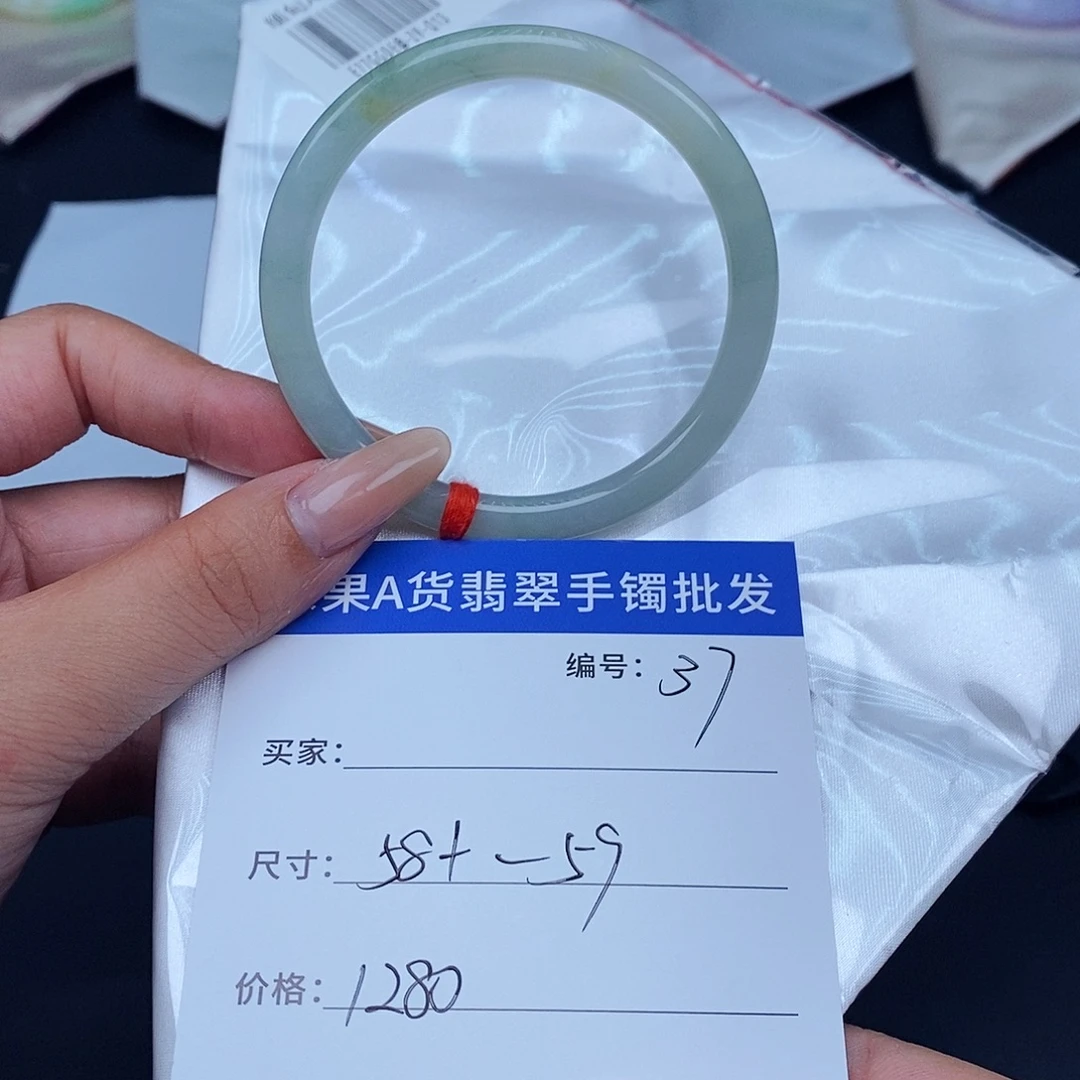 果A货翡翠手镯批发
编号: 37
买家:
尺寸: 58+ - 59
价格: 1280